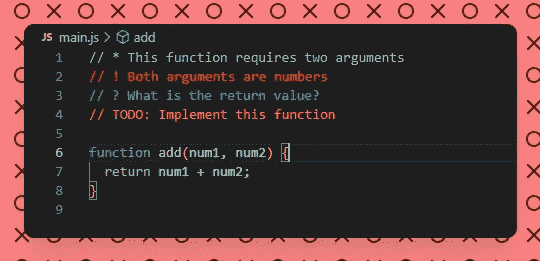 JS main.js > add
1 // * This function requires two arguments
2 // ! Both arguments are numbers
3 // ? What is the return value?
4 // TODO: Implement this function
5
6 function add(num1, num2) {
7   return num1 + num2;
8 }
9